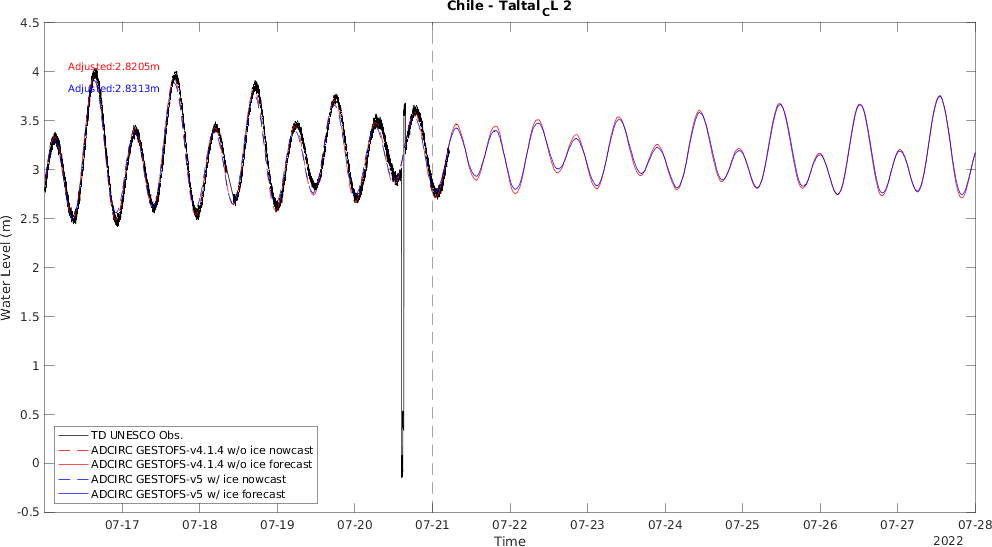 Chile - Taltal CL 2
4.5
4
3.5
3
2.5
2
1.5
1
0.5
0
-0.5
Water Level (m)
Adjusted:2.8205m
Adjusted:2.8313m
TD UNESCO Obs.
ADCIRC GESTOFS-v4.1.4 w/o ice nowcast
ADCIRC GESTOFS-v4.1.4 w/o ice forecast
ADCIRC GESTOFS-v5 w/ ice nowcast
ADCIRC GESTOFS-v5 w/ ice forecast
07-17 07-18 07-19 07-20 07-21 07-22 07-23 07-24 07-25 07-26 07-27 07-28
Time
2022